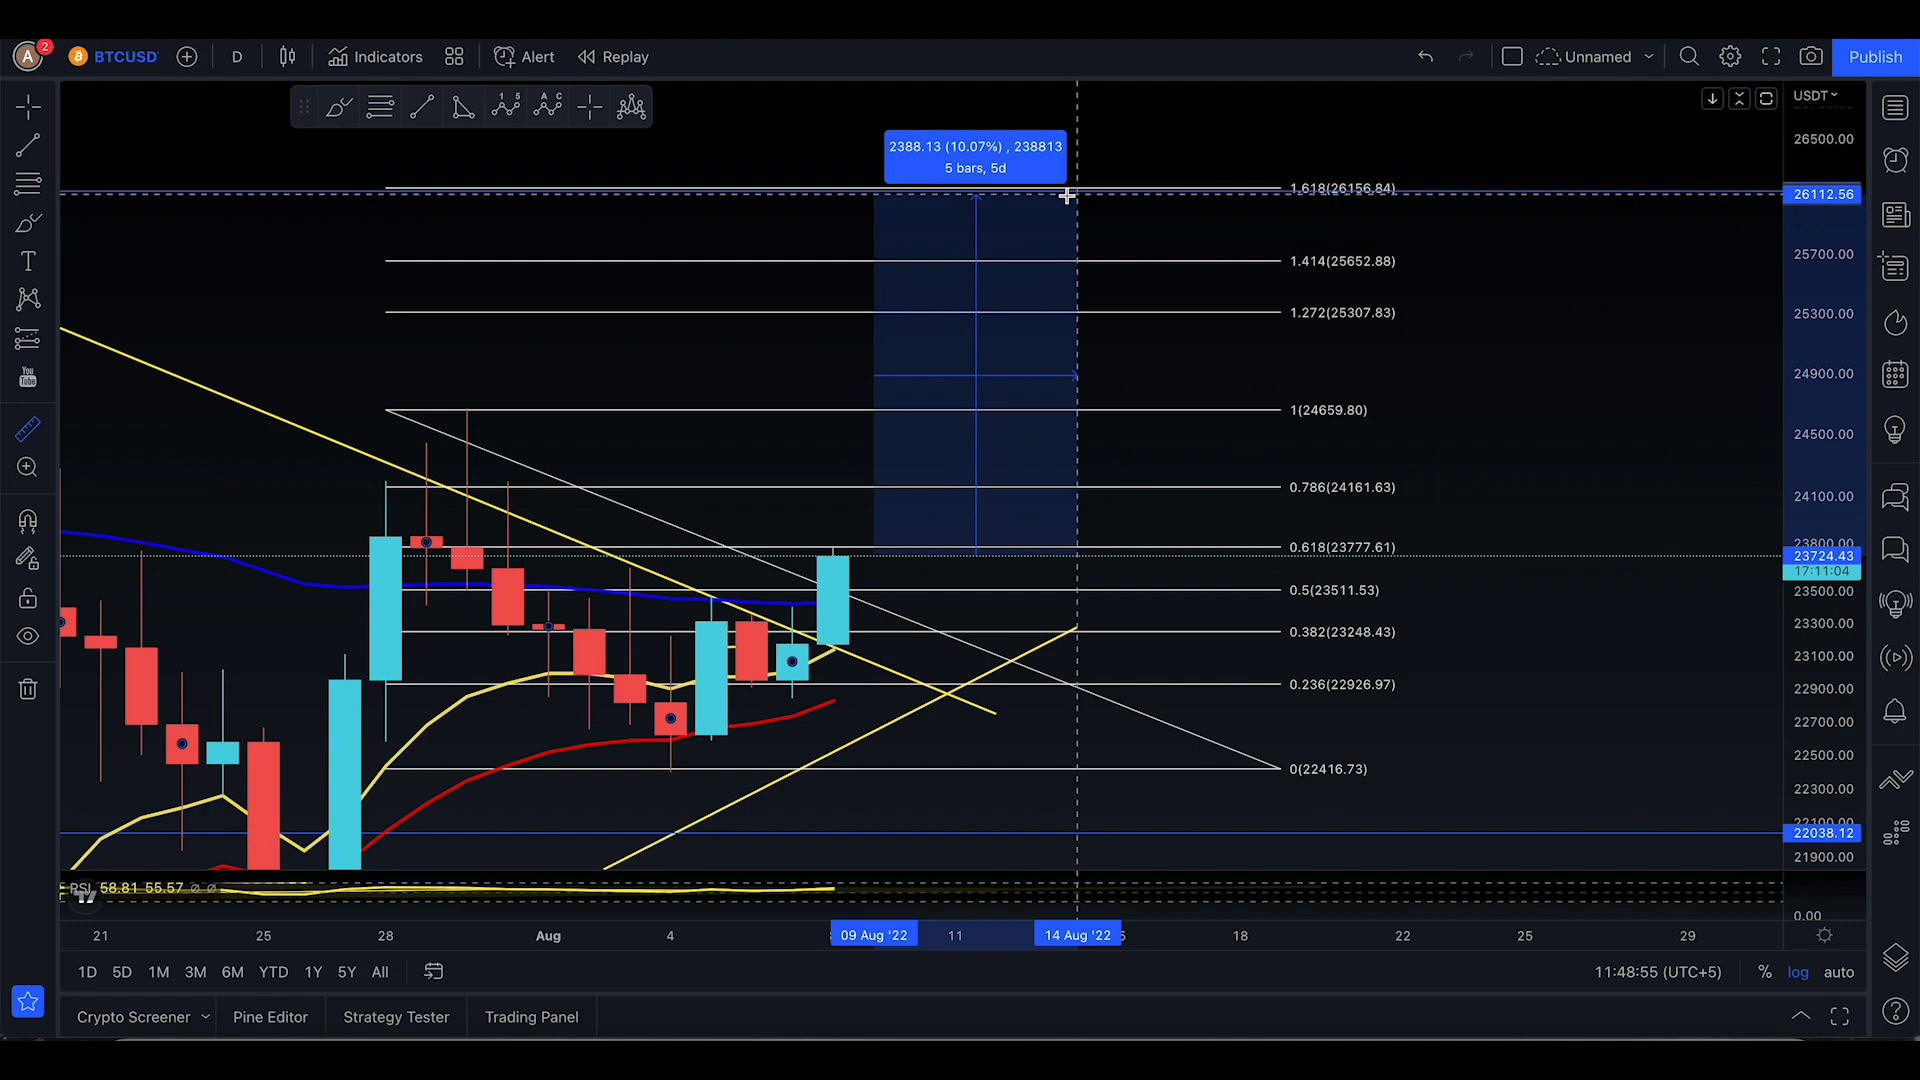 A 2 BTCUSD D Indicators Alert Replay Unnamed Publish
1 5 A C
USDT
2388.13 (10.07%) , 238813
5 bars, 5d
26500.00
1.618(26156.84)
26112.56
25700.00
1.414(25652.88)
25300.00
1.272(25307.83)
24900.00
24500.00
1(24659.80)
24100.00
0.786(24161.63)
23800.00
0.618(23777.61)
23724.43
17:11:04
0.5(23511.53)
23500.00
0.382(23248.43)
23300.00
23100.00
0.236(22926.97)
22900.00
22700.00
22500.00
0(22416.73)
22300.00
22100.00
22038.12
21900.00
You
Tube
RSI 58.81 55.57 ∅ ∅
0.00
21 25 28 Aug 4 09 Aug '22 11 14 Aug '22 18 22 25 29
1D 5D 1M 3M 6M YTD 1Y 5Y All 11:48:55 (UTC+5) % log auto
Crypto Screener Pine Editor Strategy Tester Trading Panel